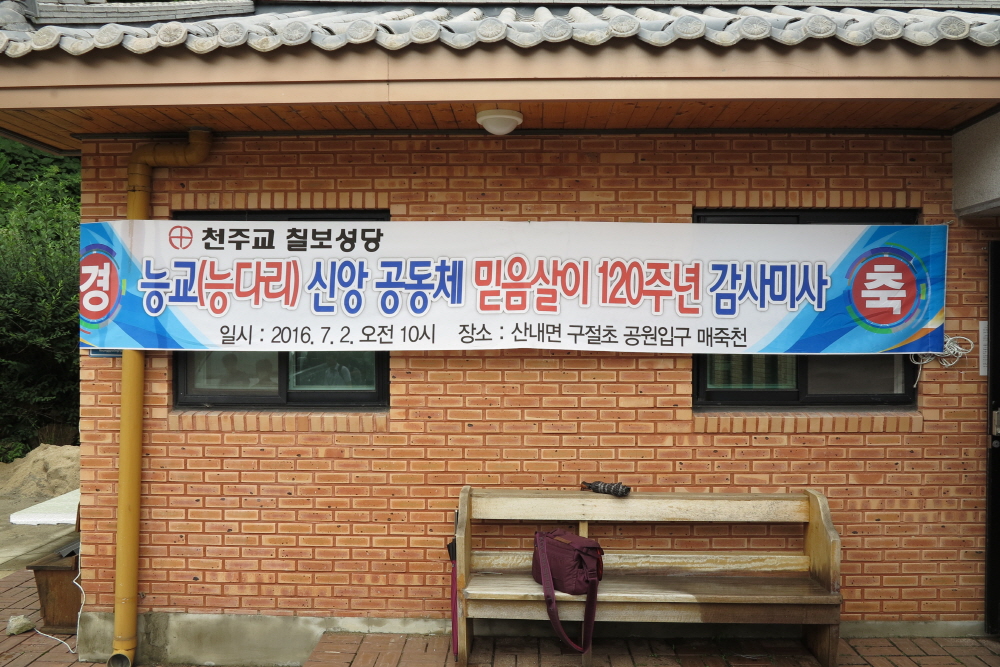 천주교 칠보성당
경 능교(능다리) 신앙 공동체 믿음살이 120주년 감사미사 축
일시 : 2016. 7. 2. 오전 10시 장소 : 산내면 구절초 공원입구 매죽천